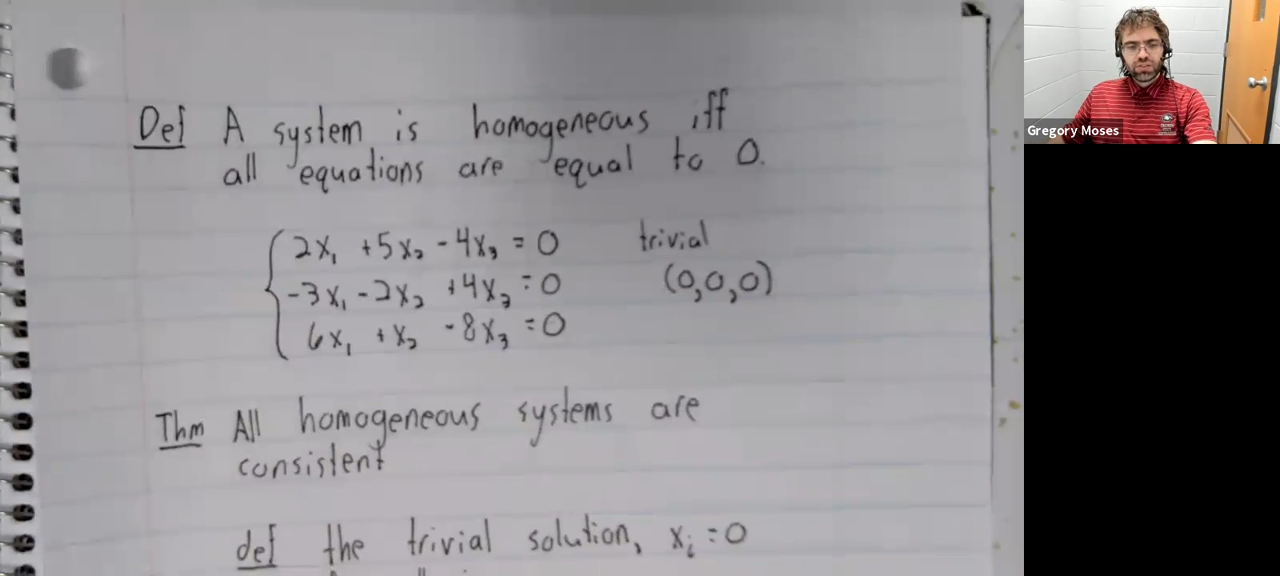 Def A system is homogeneous iff
all equations are equal to 0.
2x₁ +5x₂ -4x₃ = 0
trivial
-3x₁ -2x₂ +4x₃ = 0
(0,0,0)
6x₁ +x₂ -8x₃ = 0
Thm All homogeneous systems are
consistent
def the trivial solution, xᵢ = 0
Gregory Moses